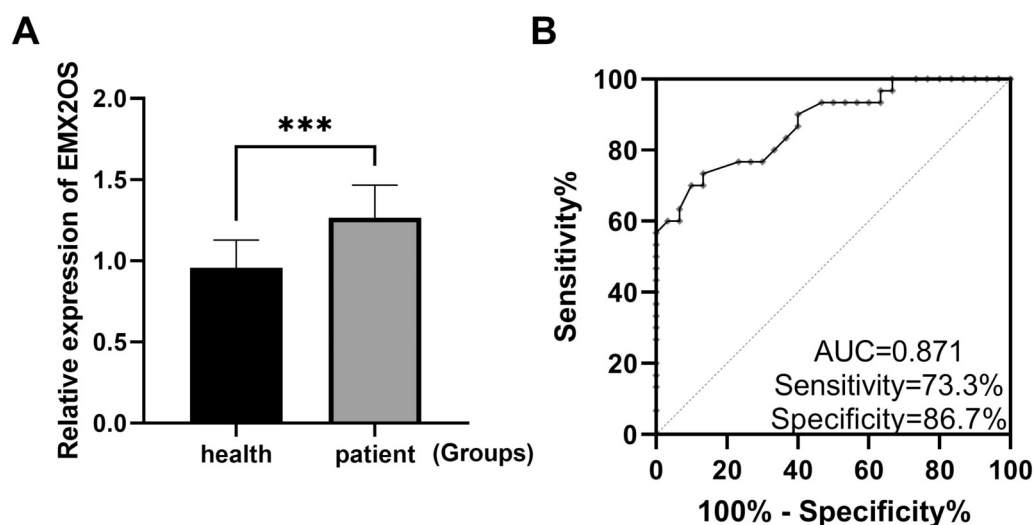 A
Relative expression of EMX2OS
2.0
1.5
1.0
0.5
0.0
***
health
patient
(Groups)
B
Sensitivity%
100
80
60
40
20
0
AUC=0.871
Sensitivity=73.3%
Specificity=86.7%
0
20
40
60
80
100
100% - Specificity%